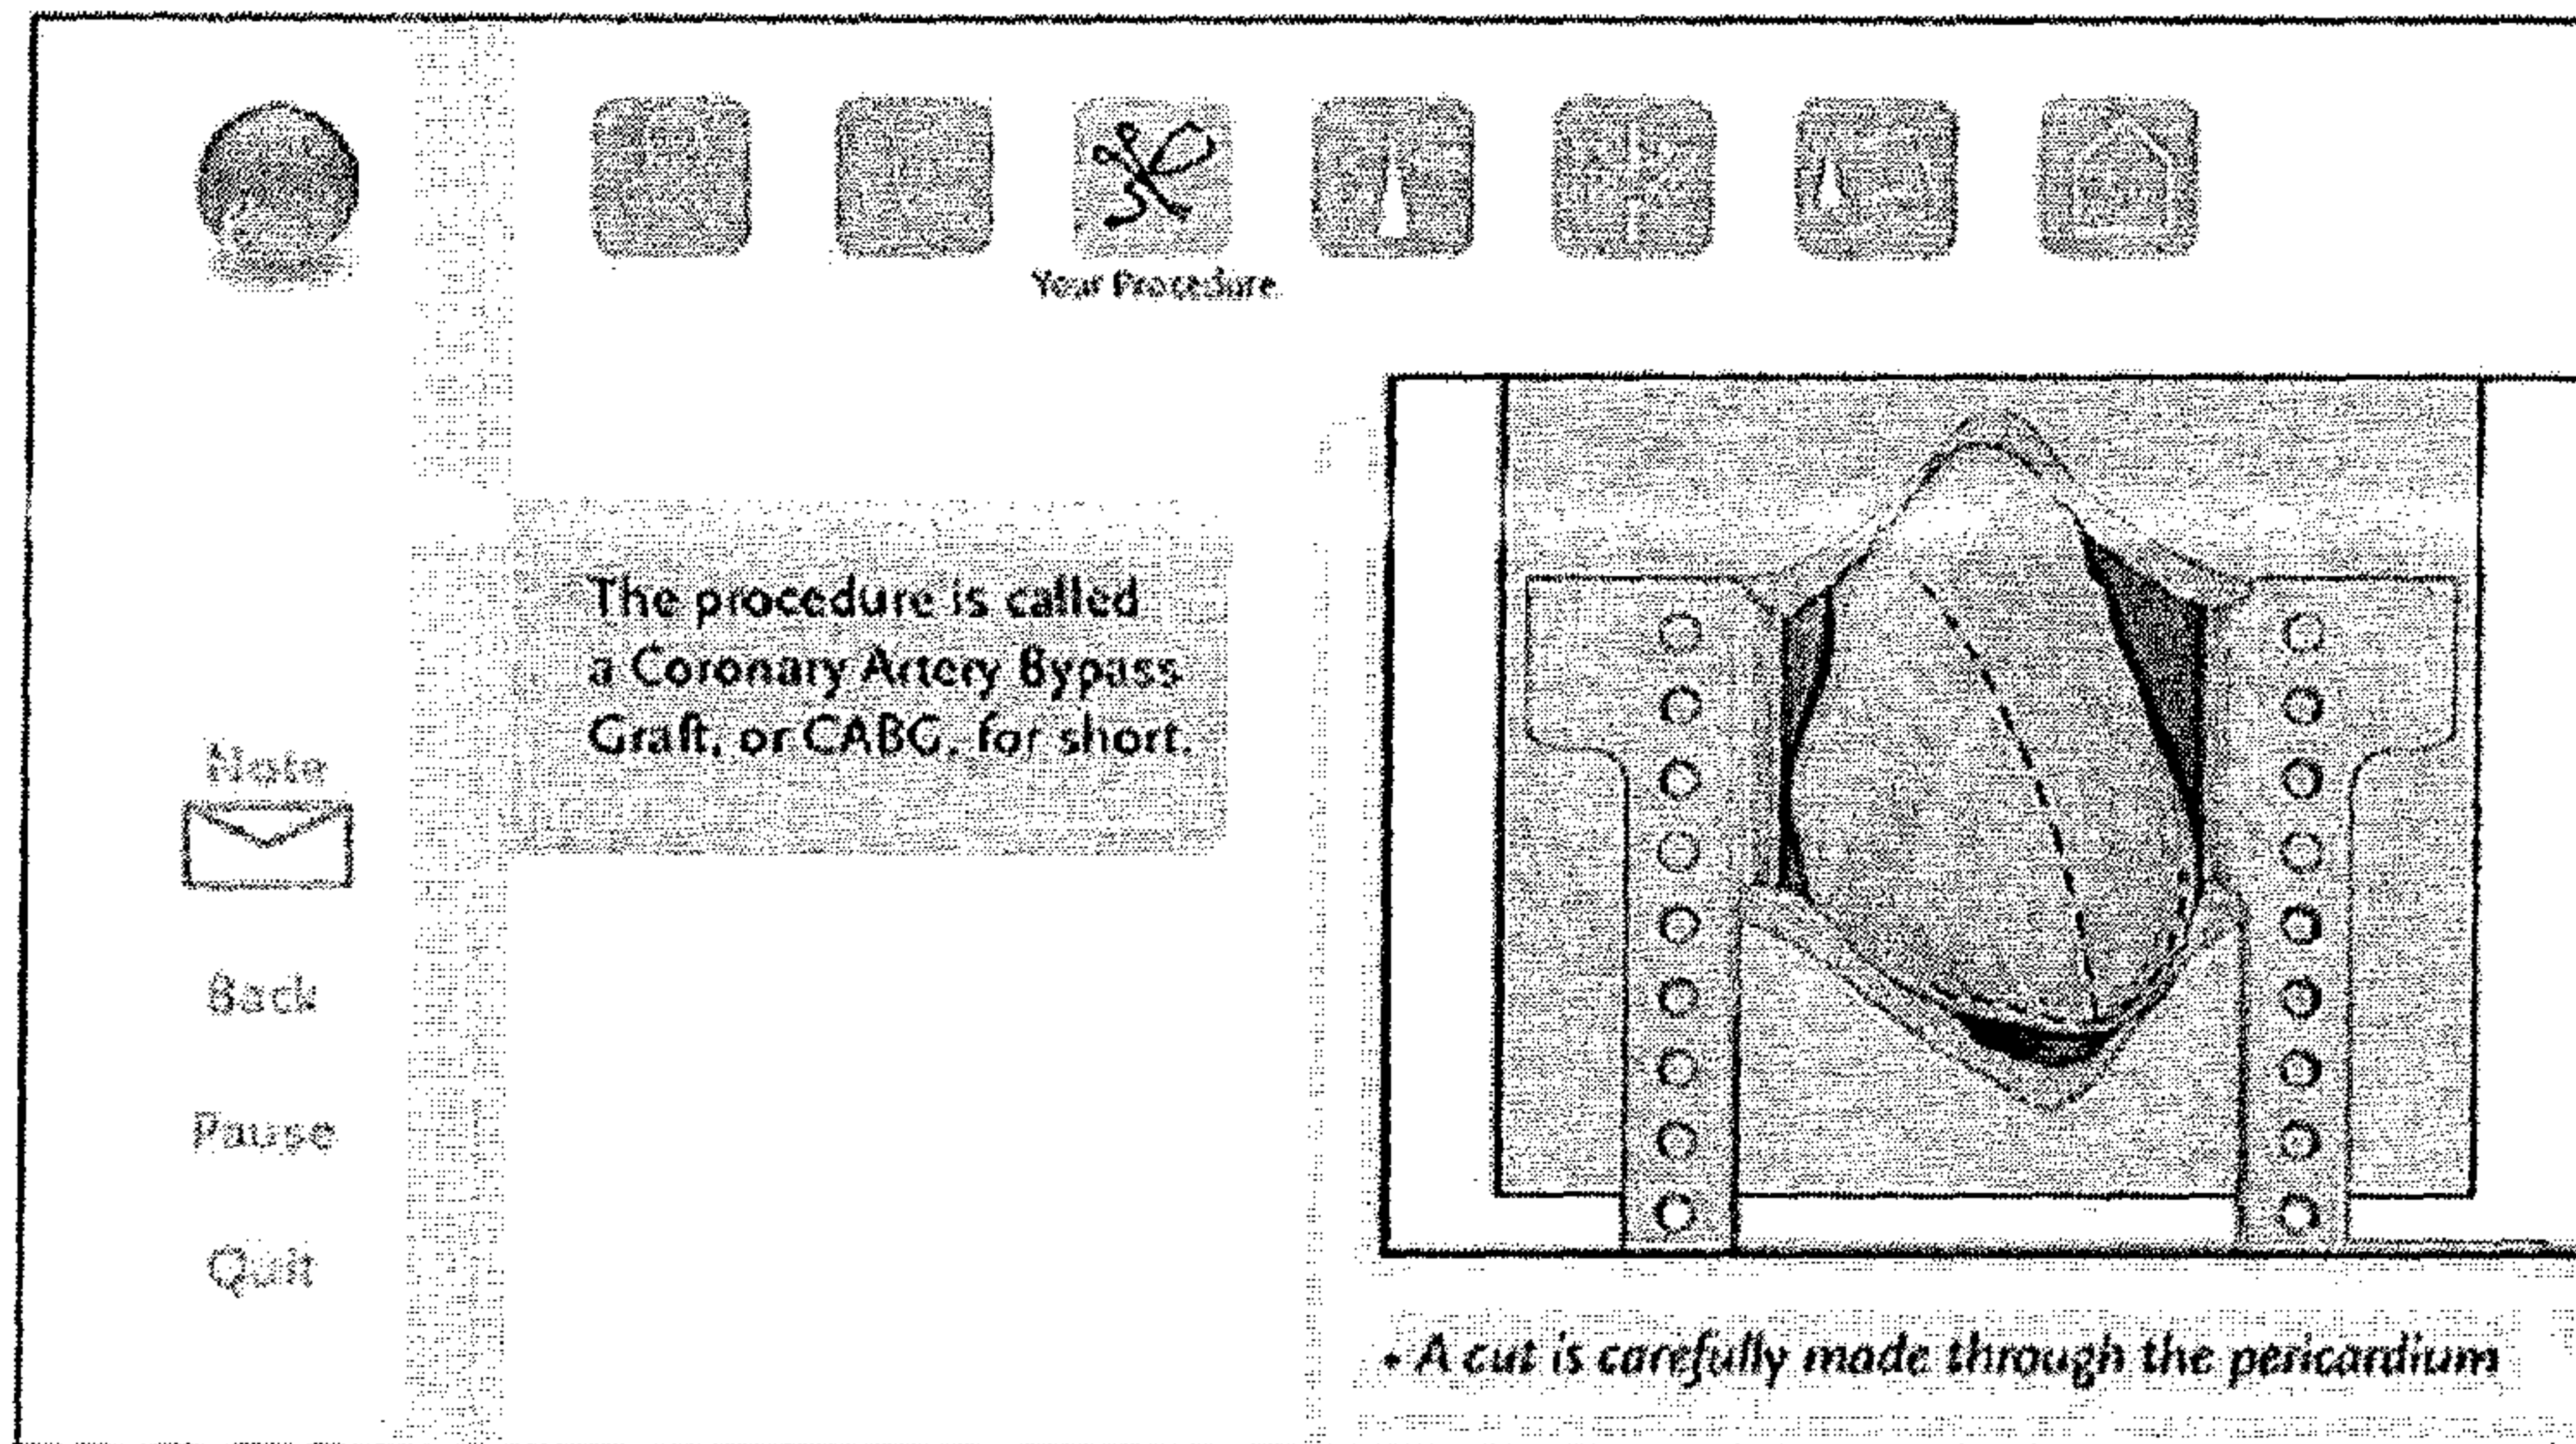 Your Procedure
The procedure is called
a Coronary Artery Bypass
Graft, or CABG, for short.
Note
Back
Pause
Quit
• A cut is carefully made through the pericardium